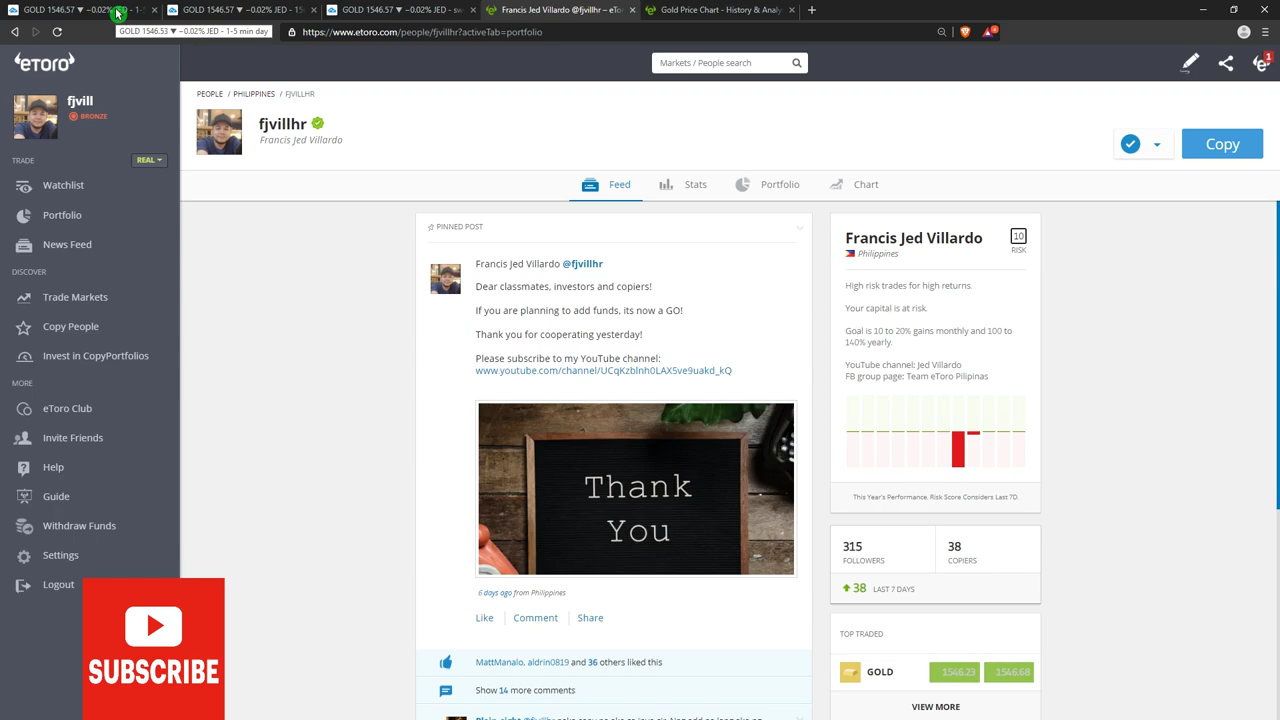 GOLD 1546.57 ▼ −0.02% JED - 1-
GOLD 1546.57 ▼ −0.02% JED - 15
GOLD 1546.57 ▼ −0.02% JED - sw
Francis Jed Villardo @fjvillhr – eTo
Gold Price Chart - History & Analy
GOLD 1546.53 ▼ −0.02% JED - 1-5 min day
https://www.etoro.com/people/fjvillhr?activeTab=portfolio
eToro
Markets / People search
1
fjvill
BRONZE
TRADE
REAL
Watchlist
Portfolio
News Feed
DISCOVER
Trade Markets
Copy People
Invest in CopyPortfolios
MORE
eToro Club
Invite Friends
Help
Guide
Withdraw Funds
Settings
Logout
SUBSCRIBE
PEOPLE / PHILIPPINES / FJVILLHR
fjvillhr
Francis Jed Villardo
Copy
Feed
Stats
Portfolio
Chart
PINNED POST
Francis Jed Villardo @fjvillhr
Dear classmates, investors and copiers!
If you are planning to add funds, its now a GO!
Thank you for cooperating yesterday!
Please subscribe to my YouTube channel:
www.youtube.com/channel/UCqKzblnh0LAX5ve9uakd_kQ
Thank
You
6 days ago from Philippines
Like
Comment
Share
MattManalo, aldrin0819 and 36 others liked this
Show 14 more comments
Francis Jed Villardo
Philippines
10
RISK
High risk trades for high returns.
Your capital is at risk.
Goal is 10 to 20% gains monthly and 100 to
140% yearly.
YouTube channel: Jed Villardo
FB group page: Team eToro Pilipinas
This Year's Performance. Risk Score Considers Last 7D.
315
FOLLOWERS
38
COPIERS
38 LAST 7 DAYS
TOP TRADED
GOLD
1546.23
1546.68
VIEW MORE